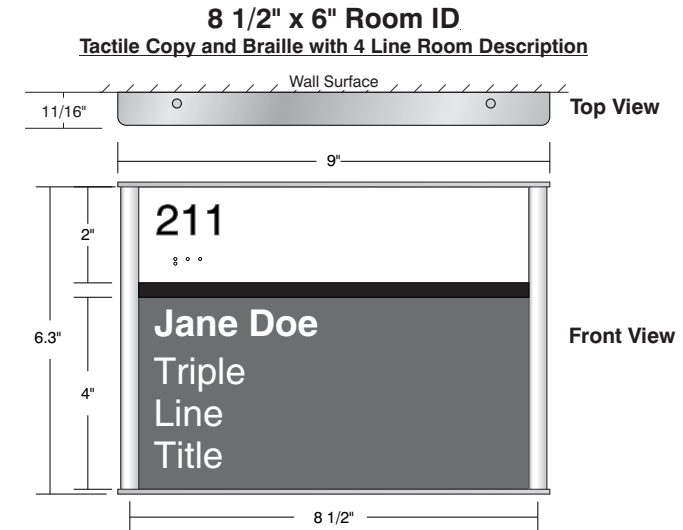 8 1/2" x 6" Room ID
Tactile Copy and Braille with 4 Line Room Description
Wall Surface
11/16"
Top View
9"
211
2"
Jane Doe
6.3"
Front View
Triple
4"
Line
Title
8 1/2"